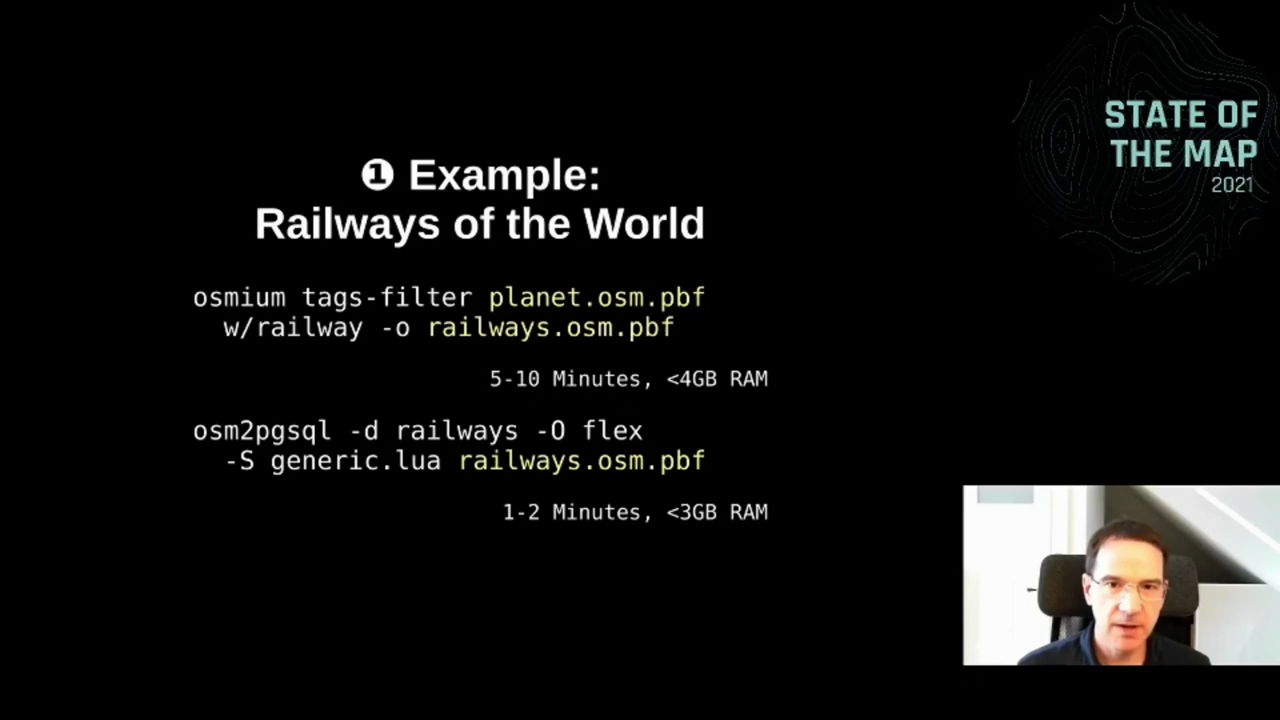 ❶ Example:
Railways of the World
osmium tags-filter planet.osm.pbf
w/railway -o railways.osm.pbf
5-10 Minutes, <4GB RAM
osm2pgsql -d railways -O flex
-S generic.lua railways.osm.pbf
1-2 Minutes, <3GB RAM
STATE OF
THE MAP
2021